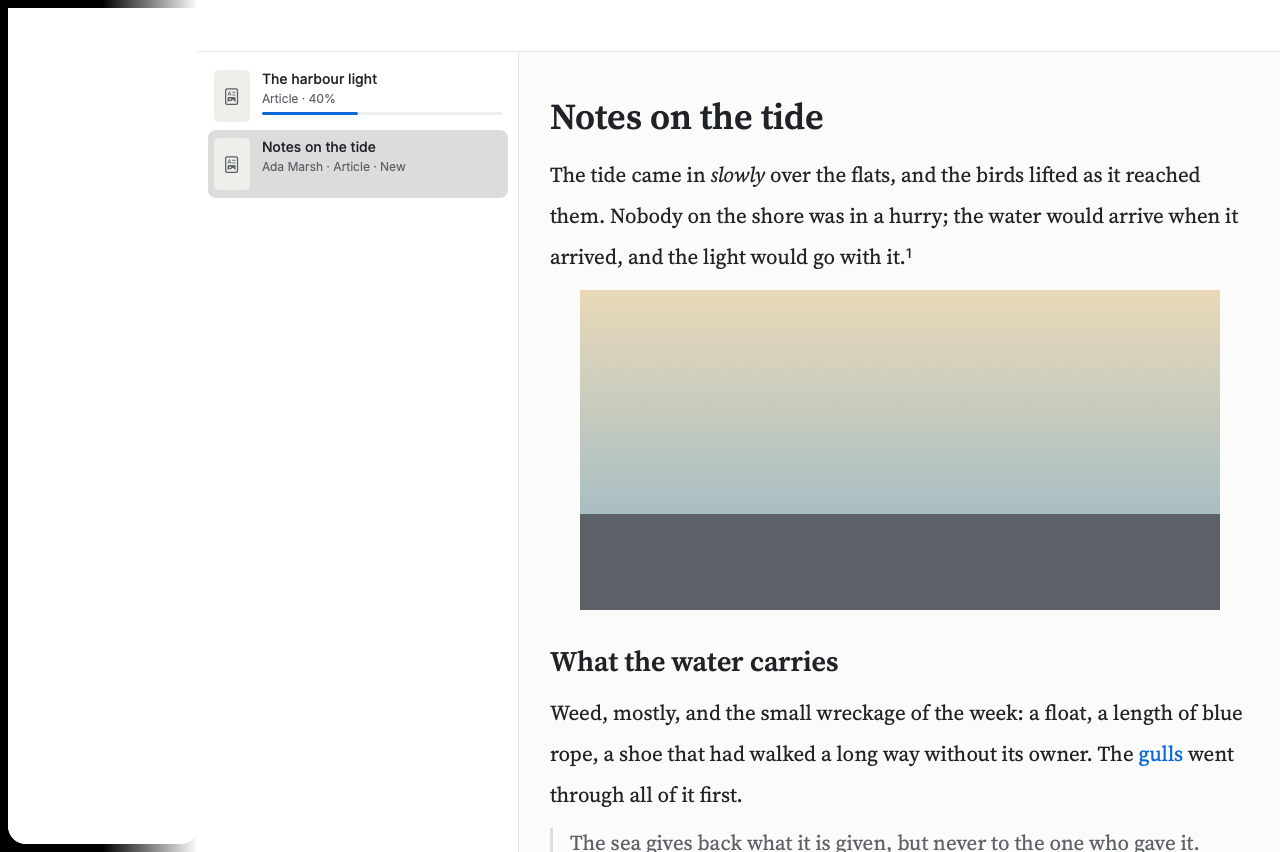 The harbour light
Article · 40%
Notes on the tide
Ada Marsh · Article · New
Notes on the tide
The tide came in slowly over the flats, and the birds lifted as it reached
them. Nobody on the shore was in a hurry; the water would arrive when it
arrived, and the light would go with it.¹
What the water carries
Weed, mostly, and the small wreckage of the week: a float, a length of blue
rope, a shoe that had walked a long way without its owner. The gulls went
through all of it first.
The sea gives back what it is given, but never to the one who gave it.